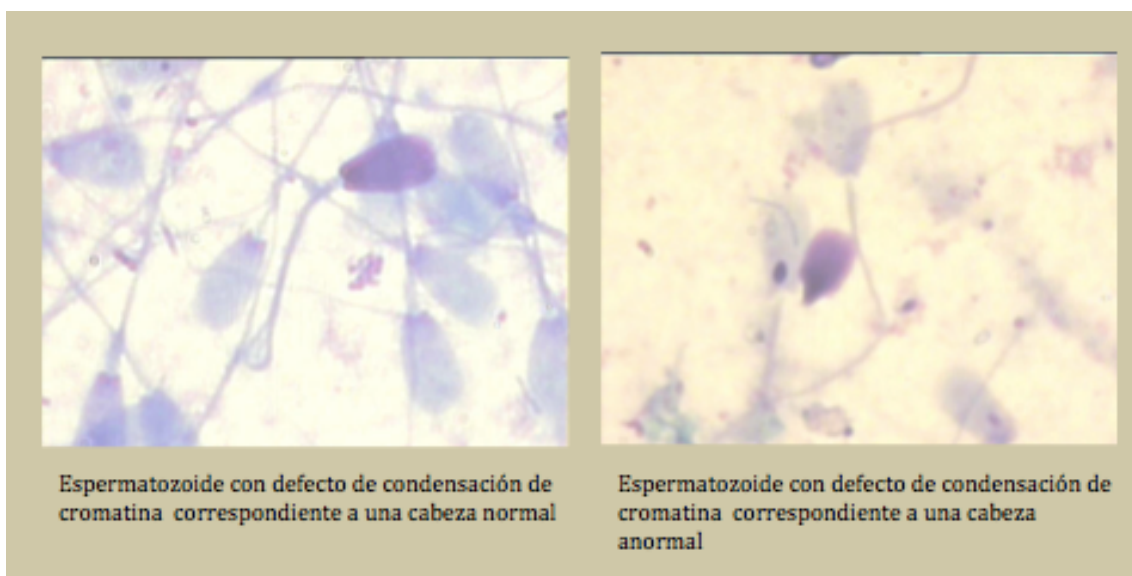 Espermatozoide con defecto de condensación de
cromatina correspondiente a una cabeza normal
Espermatozoide con defecto de condensación de
cromatina correspondiente a una cabeza
anormal